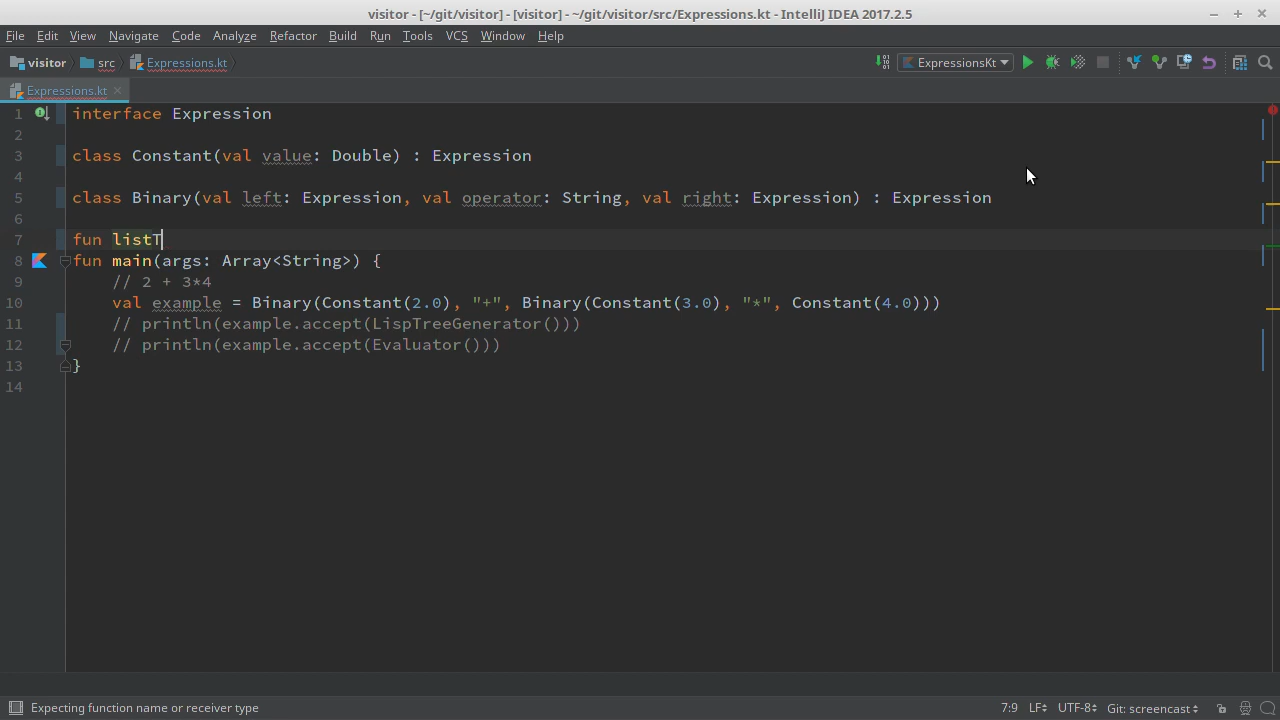 visitor - [~/git/visitor] - [visitor] - ~/git/visitor/src/Expressions.kt - IntelliJ IDEA 2017.2.5
File Edit View Navigate Code Analyze Refactor Build Run Tools VCS Window Help
visitor src Expressions.kt ExpressionsKt
Expressions.kt
1 interface Expression
2
3 class Constant(val value: Double) : Expression
4
5 class Binary(val left: Expression, val operator: String, val right: Expression) : Expression
6
7 fun listT
8 fun main(args: Array<String>) {
9 // 2 + 3*4
10 val example = Binary(Constant(2.0), "+", Binary(Constant(3.0), "*", Constant(4.0)))
11 // println(example.accept(LispTreeGenerator()))
12 // println(example.accept(Evaluator()))
13 }
14
Expecting function name or receiver type 7:9 LF UTF-8 Git: screencast